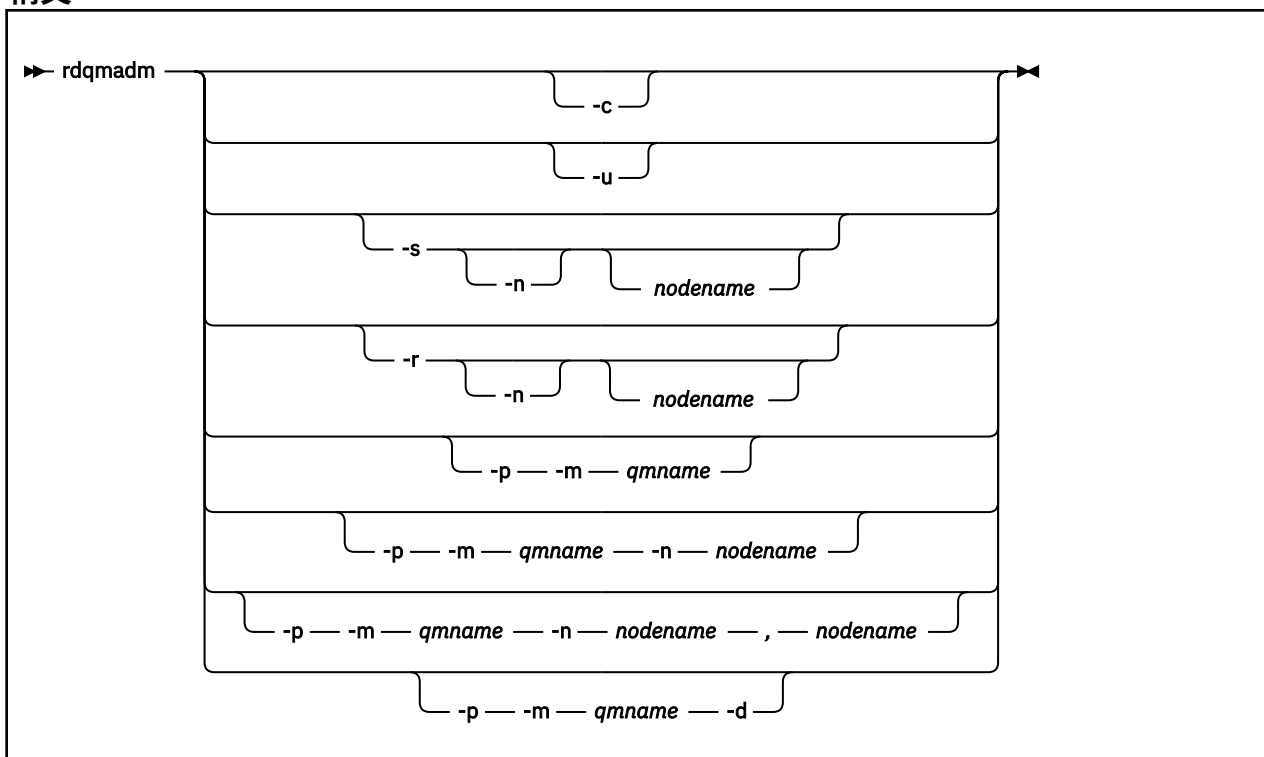 rdqmadm
-c
-u
-s
-n nodename
-r
-n nodename
-p -m qmname
-p -m qmname -n nodename
-p -m qmname -n nodename , nodename
-p -m qmname -d